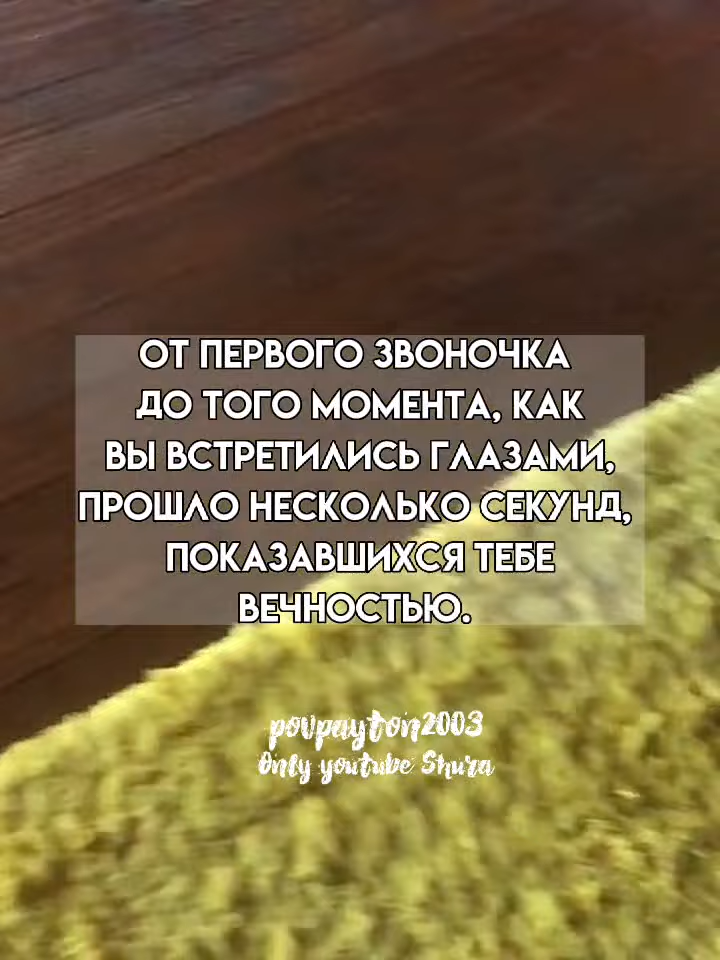 ОТ ПЕРВОГО ЗВОНОЧКА
ДО ТОГО МОМЕНТА, КАК
ВЫ ВСТРЕТИЛИСЬ ГЛАЗАМИ,
ПРОШЛО НЕСКОЛЬКО СЕКУНД,
ПОКАЗАВШИХСЯ ТЕБЕ
ВЕЧНОСТЬЮ.
povpayton2003
Only youtube Shura